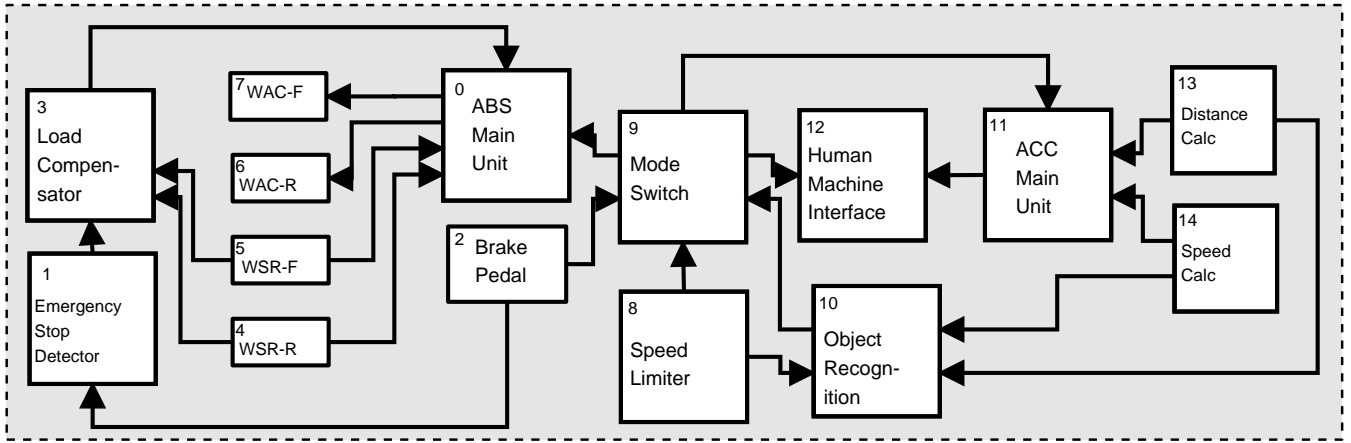 3
Load
Compen-
sator
7
WAC-F
6
WAC-R
5
WSR-F
4
WSR-R
1
Emergency
Stop
Detector
0
ABS
Main
Unit
2
Brake
Pedal
9
Mode
Switch
8
Speed
Limiter
12
Human
Machine
Interface
10
Object
Recogn-
ition
11
ACC
Main
Unit
13
Distance
Calc
14
Speed
Calc